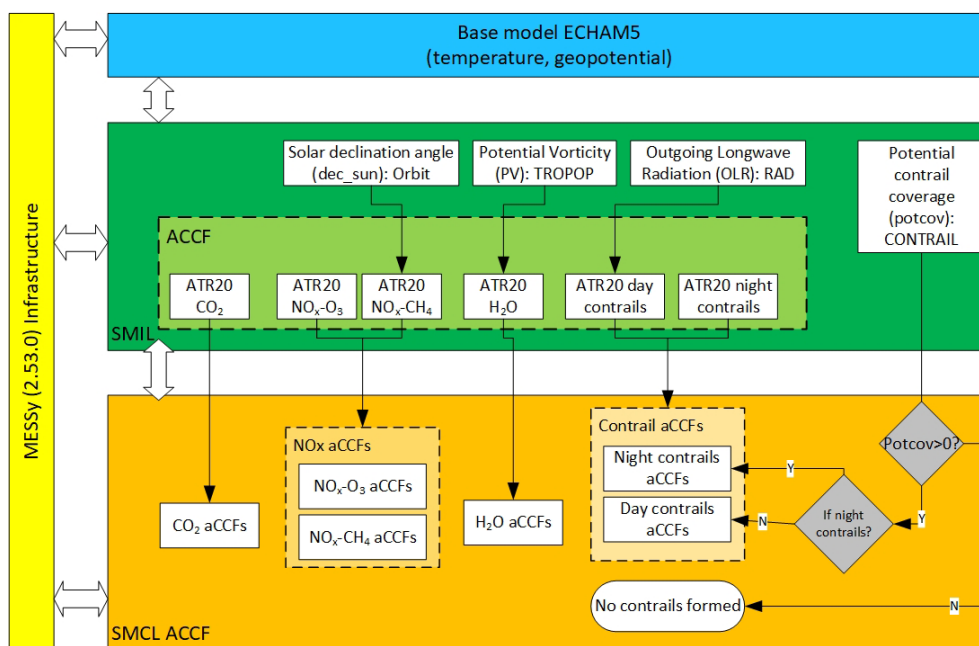 MESSy (2.53.0) Infrastructure
Base model ECHAM5
(temperature, geopotential)
Solar declination angle
(dec_sun): Orbit
Potential Vorticity
(PV): TROPOP
Outgoing Longwave
Radiation (OLR): RAD
Potential
contrail
coverage
(potcov):
CONTRAIL
ACCF
ATR20
CO₂
ATR20
NOₓ-O₃
ATR20
NOₓ-CH₄
ATR20
H₂O
ATR20 day
contrails
ATR20 night
contrails
SMIL
NOx aCCFs
NOₓ-O₃ aCCFs
NOₓ-CH₄ aCCFs
CO₂ aCCFs
H₂O aCCFs
Contrail aCCFs
Night contrails
aCCFs
Day contrails
aCCFs
Potcov>0?
Y
If night
contrails?
Y
N
No contrails formed
N
SMCL ACCF